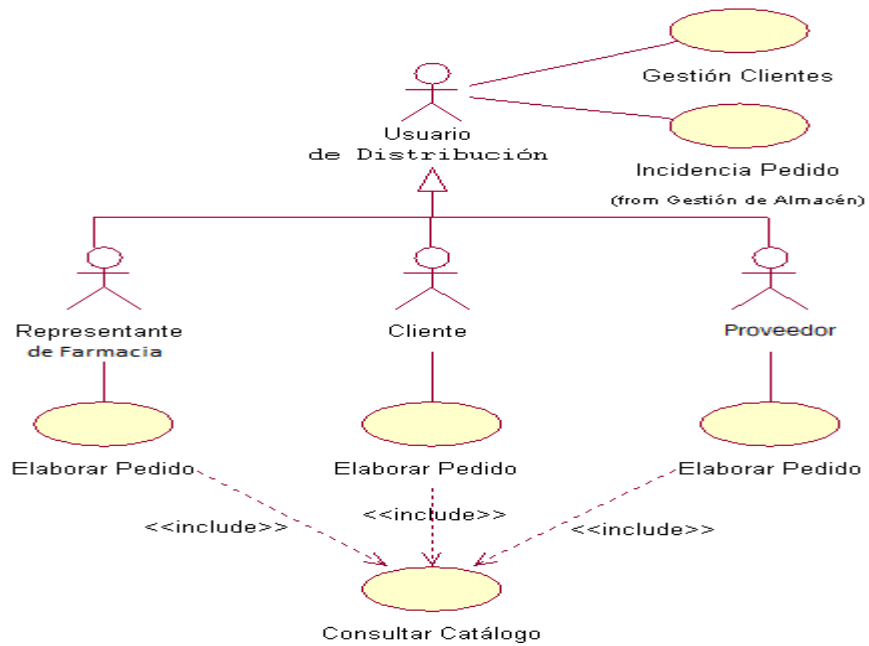 Gestión Clientes
Usuario
de Distribución
Incidencia Pedido
(from Gestión de Almacén)
Representante
de Farmacia
Cliente
Proveedor
Elaborar Pedido
Elaborar Pedido
Elaborar Pedido
<<include>>
<<include>>
<<include>>
Consultar Catálogo